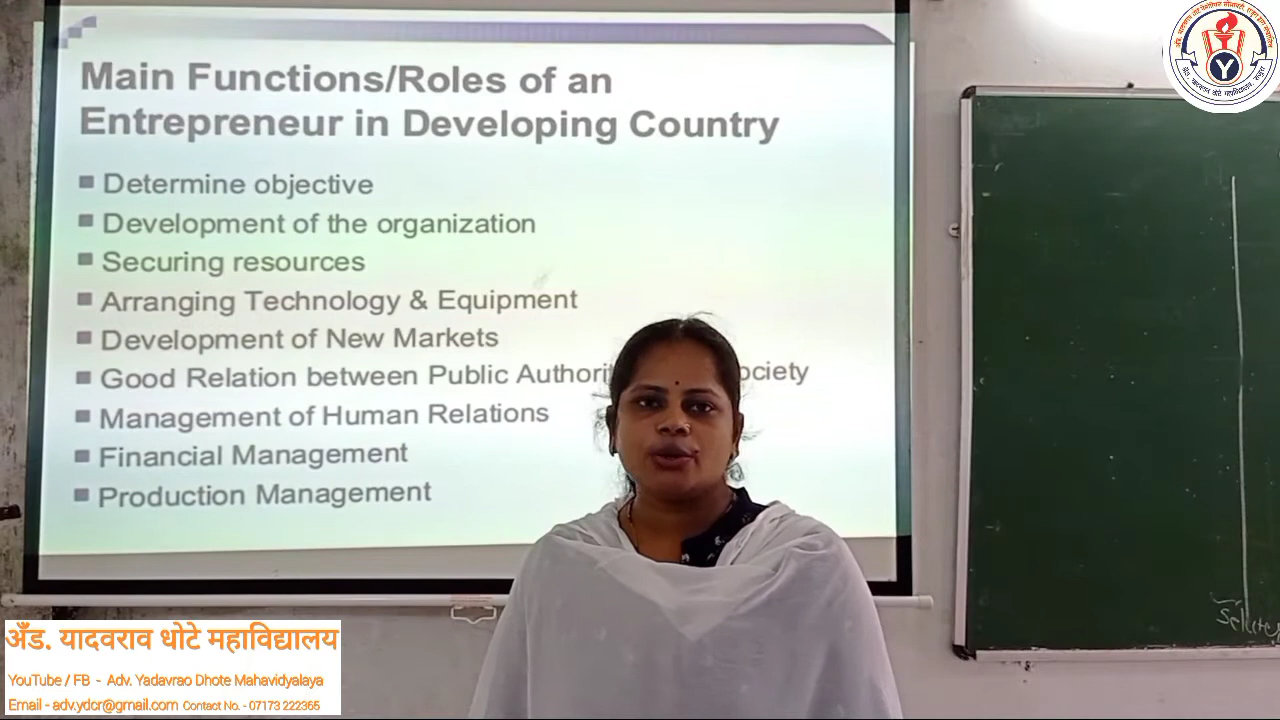 Main Functions/Roles of an
Entrepreneur in Developing Country
Determine objective
Development of the organization
Securing resources
Arranging Technology & Equipment
Development of New Markets
Good Relation between Public Authori ociety
Management of Human Relations
Financial Management
Production Management
Y
अँड. यादवराव धोटे महाविद्यालय
YouTube / FB - Adv. Yadavrao Dhote Mahavidyalaya
Email - adv.ydcr@gmail.com Contact No. - 07173 222365